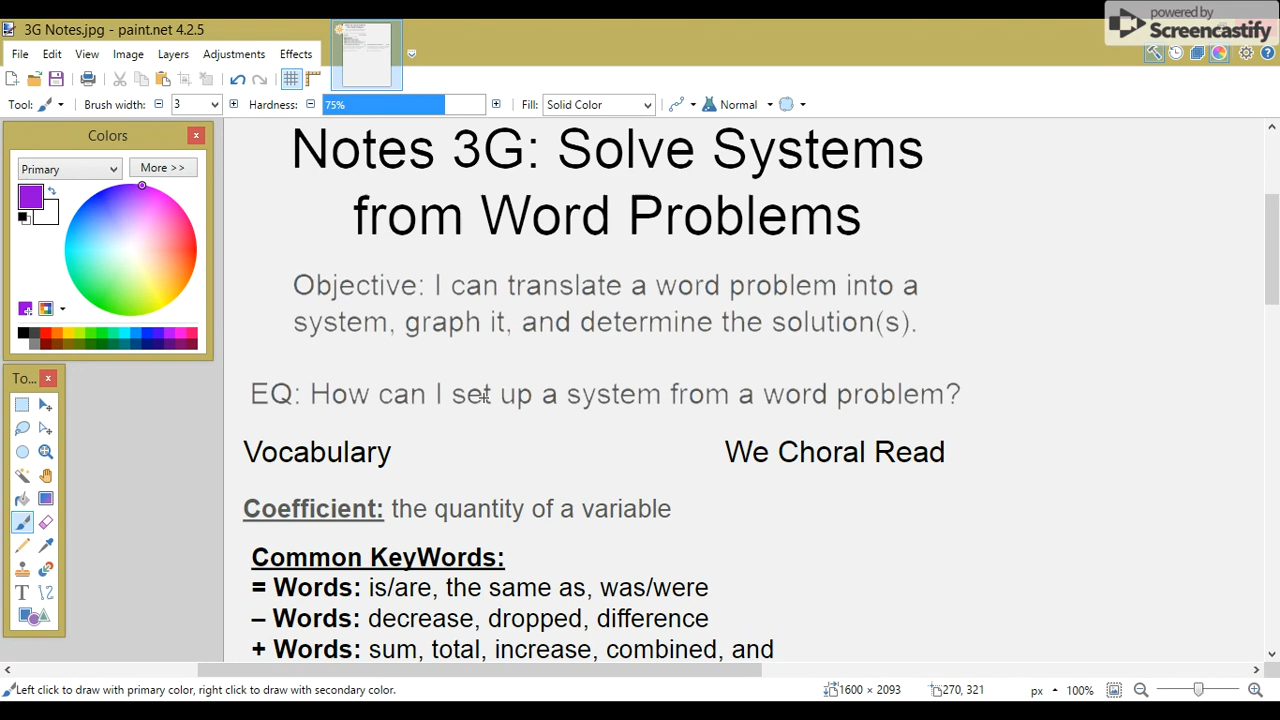 3G Notes.jpg - paint.net 4.2.5
powered by
Screencastify
File Edit View Image Layers Adjustments Effects
Tool: Brush width: 3 Hardness: 75% Fill: Solid Color Normal
Colors
Primary More >>
To...
Notes 3G: Solve Systems
from Word Problems
Objective: I can translate a word problem into a
system, graph it, and determine the solution(s).
EQ: How can I set up a system from a word problem?
Vocabulary We Choral Read
Coefficient: the quantity of a variable
Common KeyWords:
= Words: is/are, the same as, was/were
– Words: decrease, dropped, difference
+ Words: sum, total, increase, combined, and
Left click to draw with primary color, right click to draw with secondary color. 1600 × 2093 270, 321 px 100%